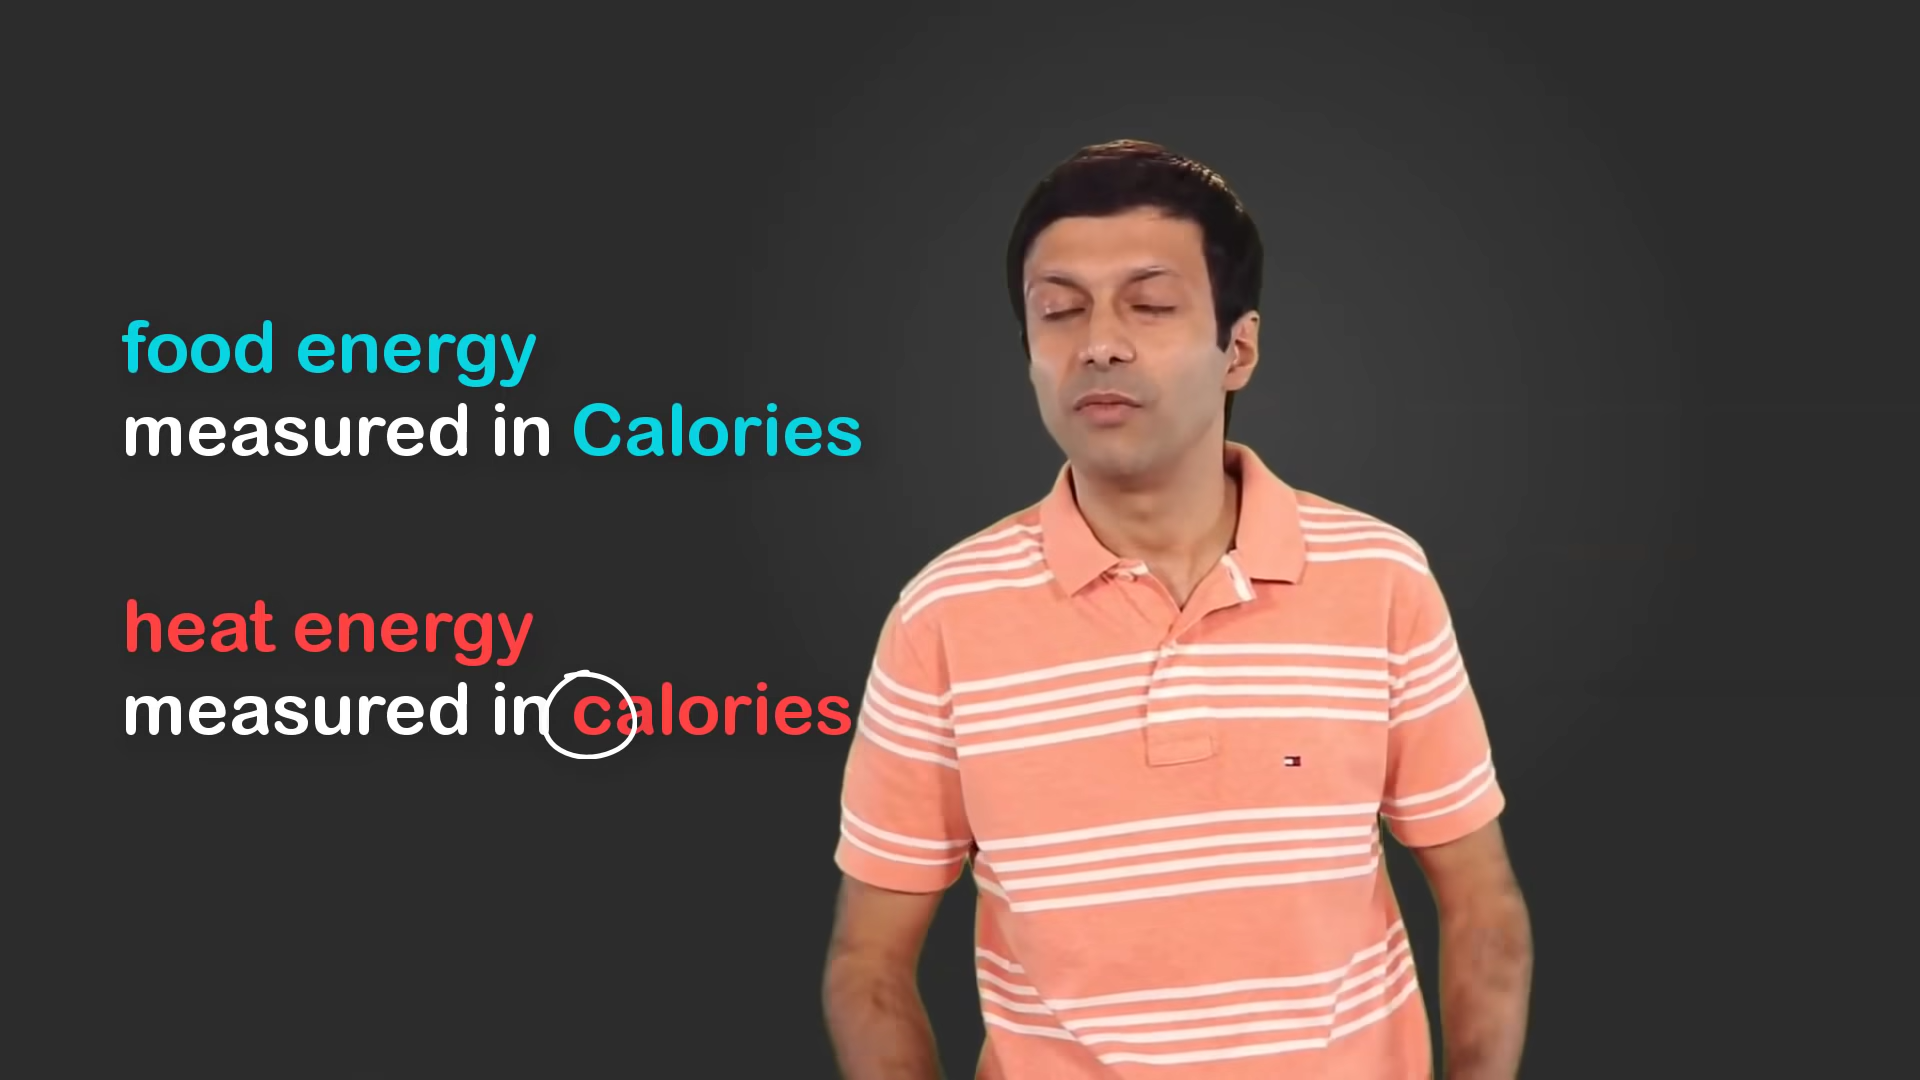 food energy
measured in Calories
heat energy
measured in calories